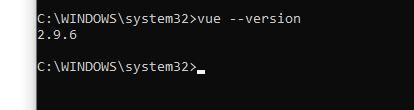 C:\WINDOWS\system32>vue --version
2.9.6
C:\WINDOWS\system32>